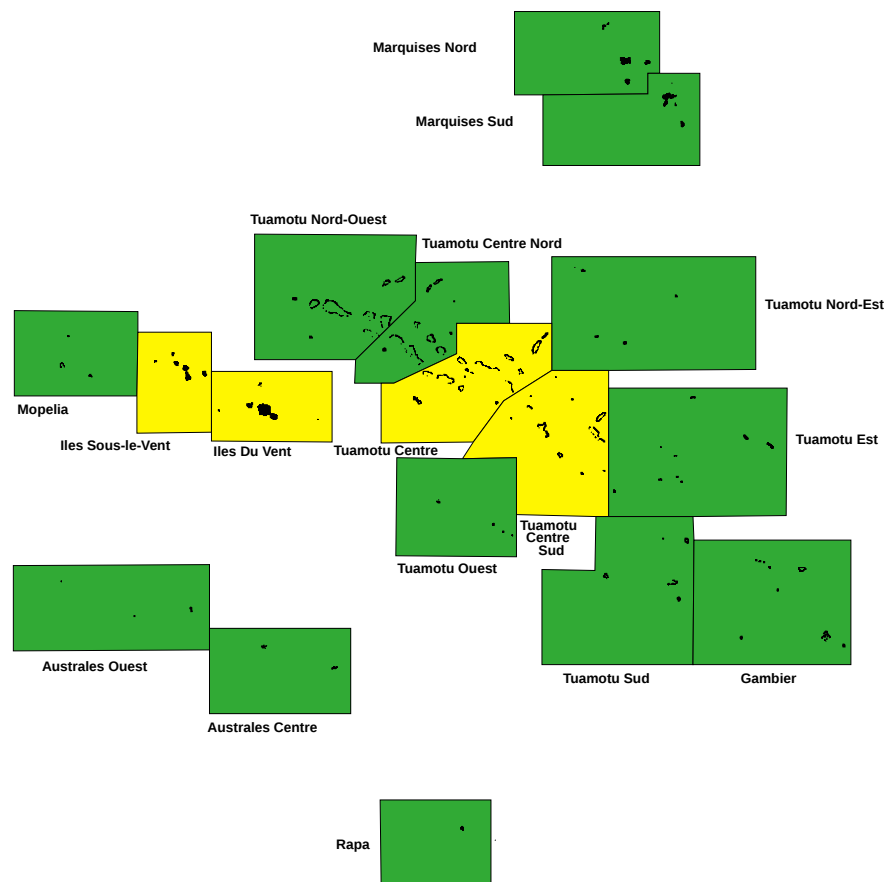 Marquises Nord
Marquises Sud
Tuamotu Nord-Ouest
Tuamotu Centre Nord
Tuamotu Nord-Est
Mopelia
Iles Sous-le-Vent
Iles Du Vent
Tuamotu Centre
Tuamotu Est
Tuamotu
Centre
Sud
Tuamotu Ouest
Australes Ouest
Tuamotu Sud
Gambier
Australes Centre
Rapa